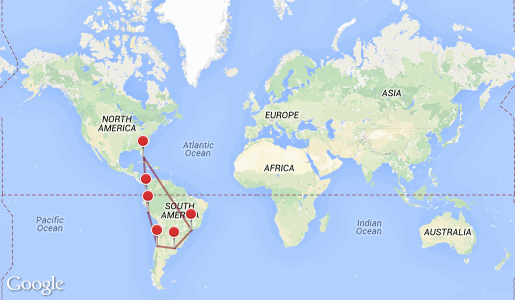 ASIA
EUROPE
NORTH
AMERICA
Atlantic
Ocean
AFRICA
SOUTH
AMERICA
Pacific
Ocean
Indian
Ocean
AUSTRALIA
Google